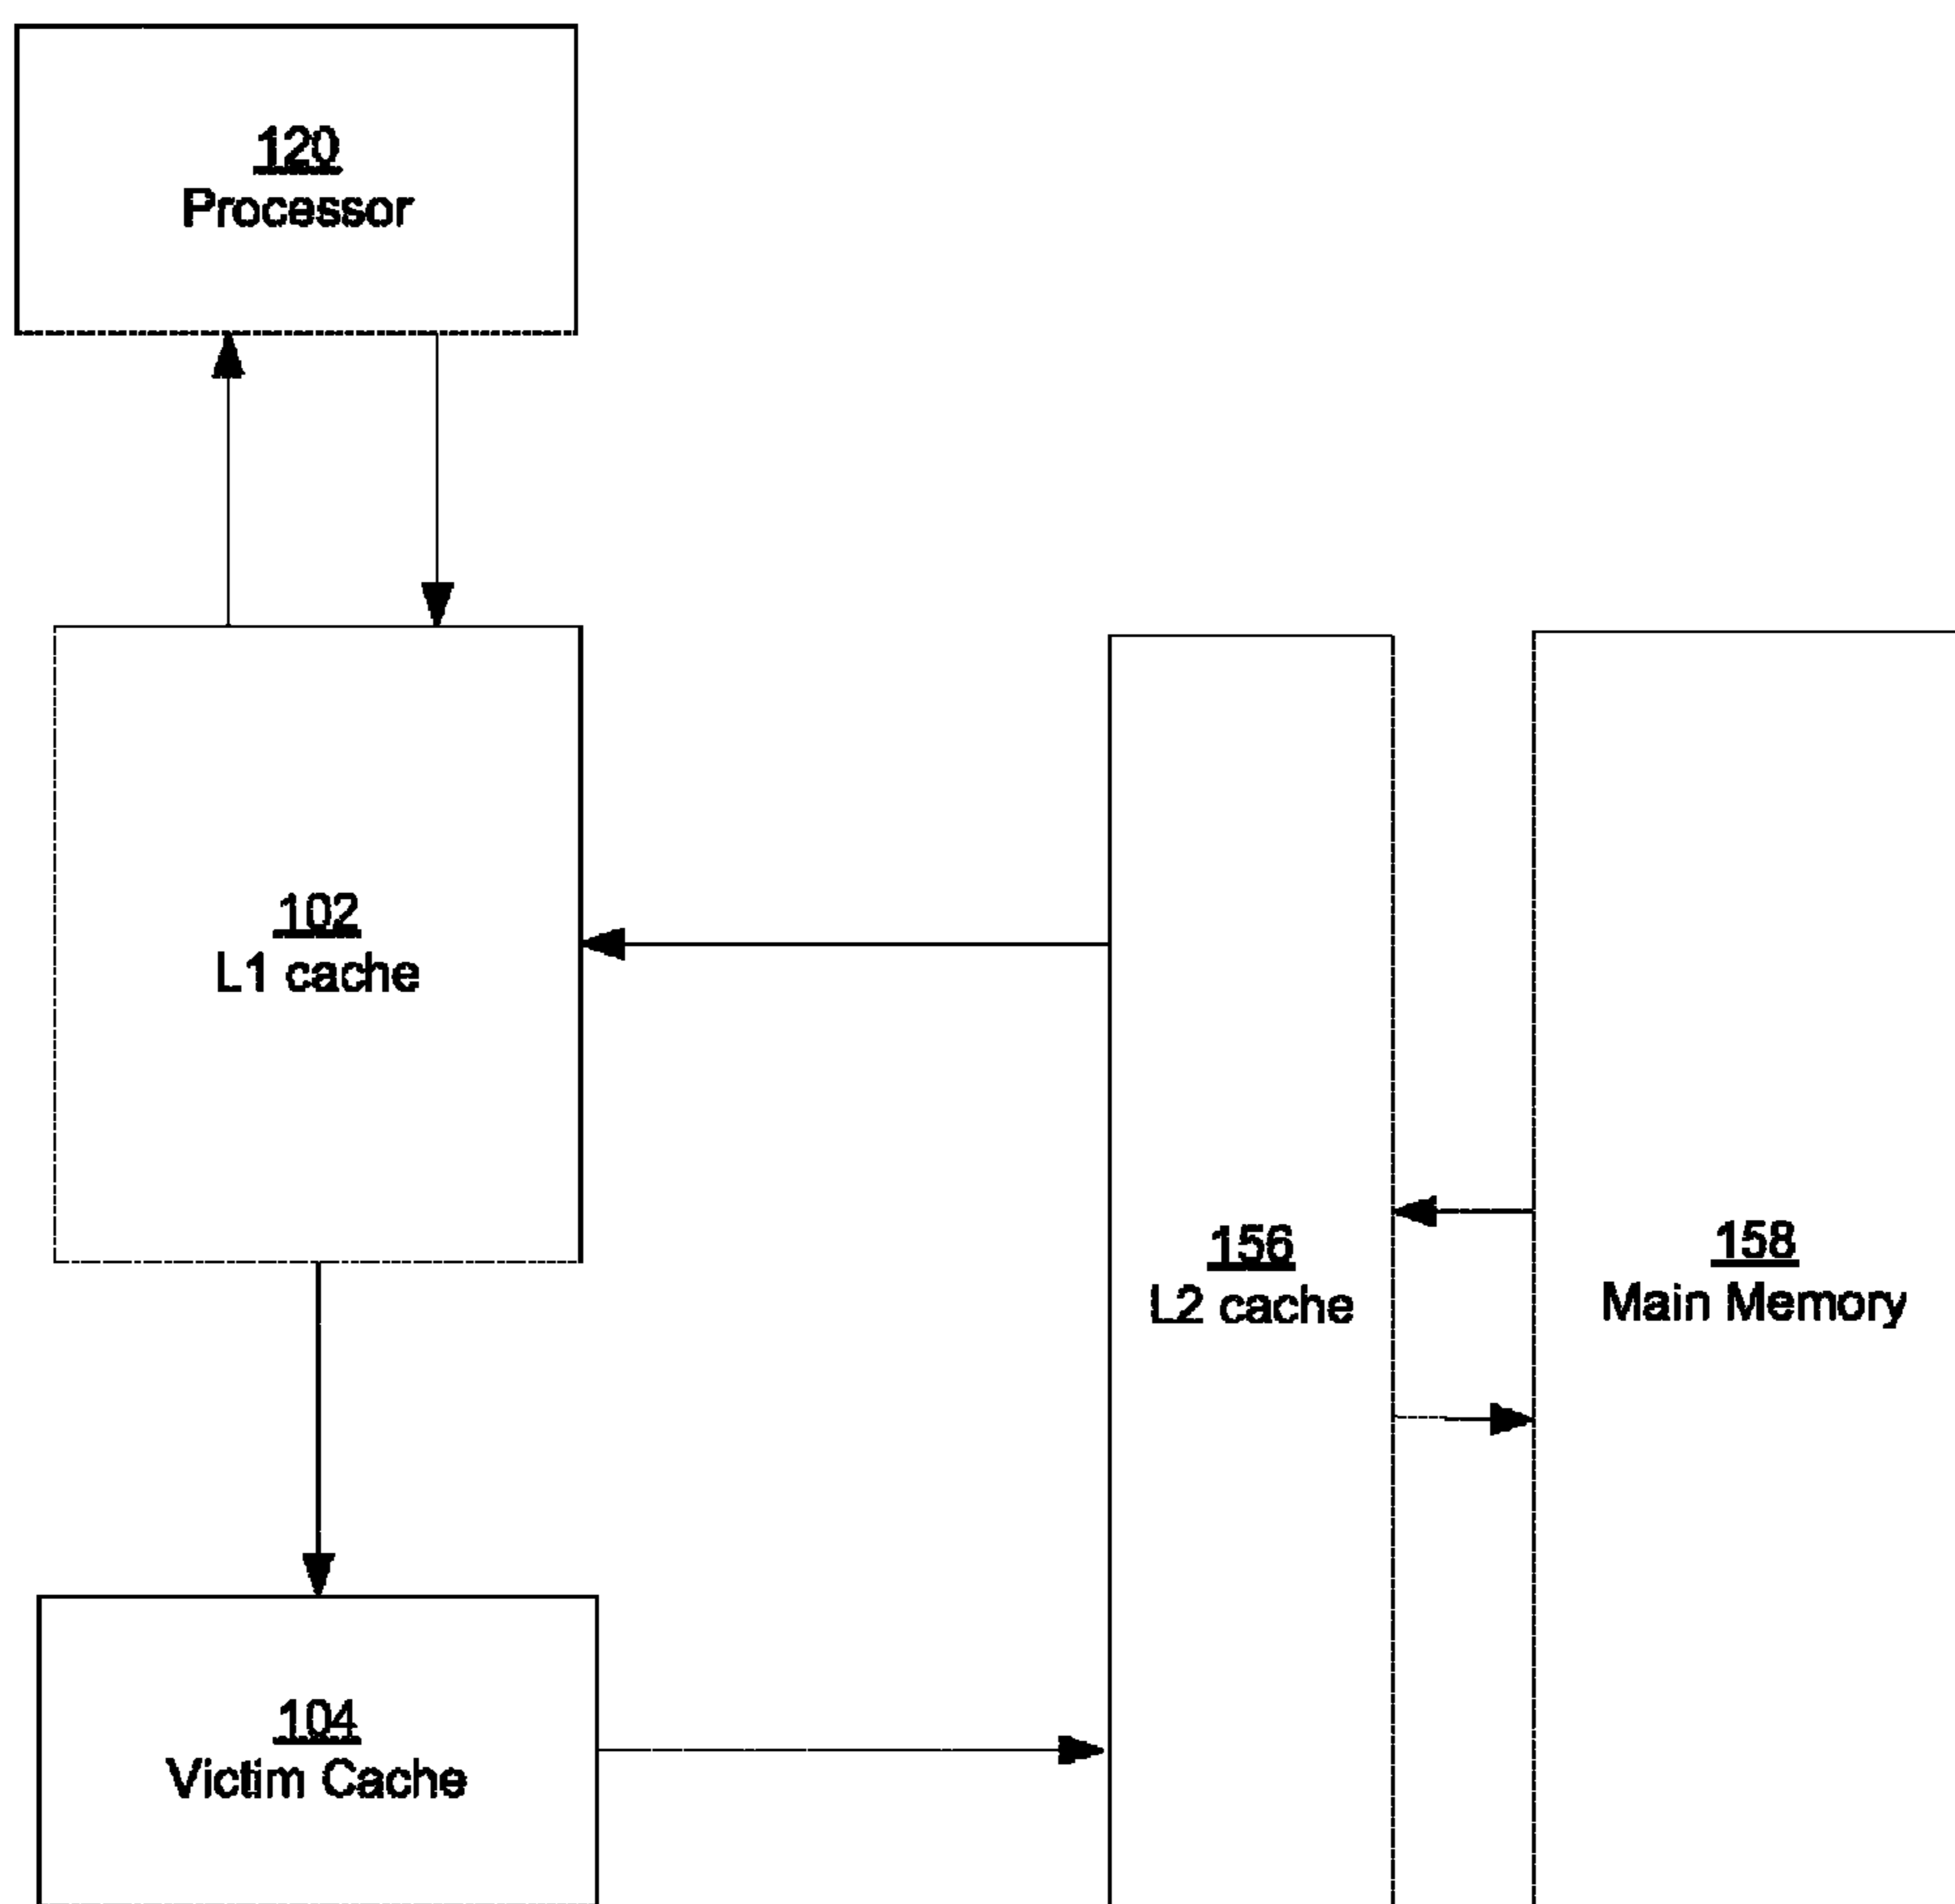 120
Processor
102
L1 cache
156
L2 cache
158
Main Memory
104
Victim Cache